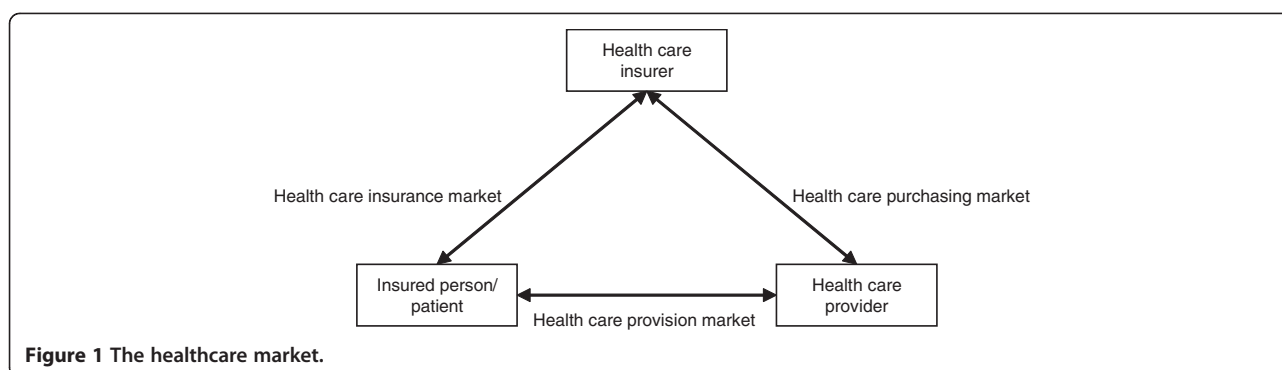 Health care
insurer
Health care insurance market
Health care purchasing market
Insured person/
patient
Health care
provider
Health care provision market
Figure 1 The healthcare market.